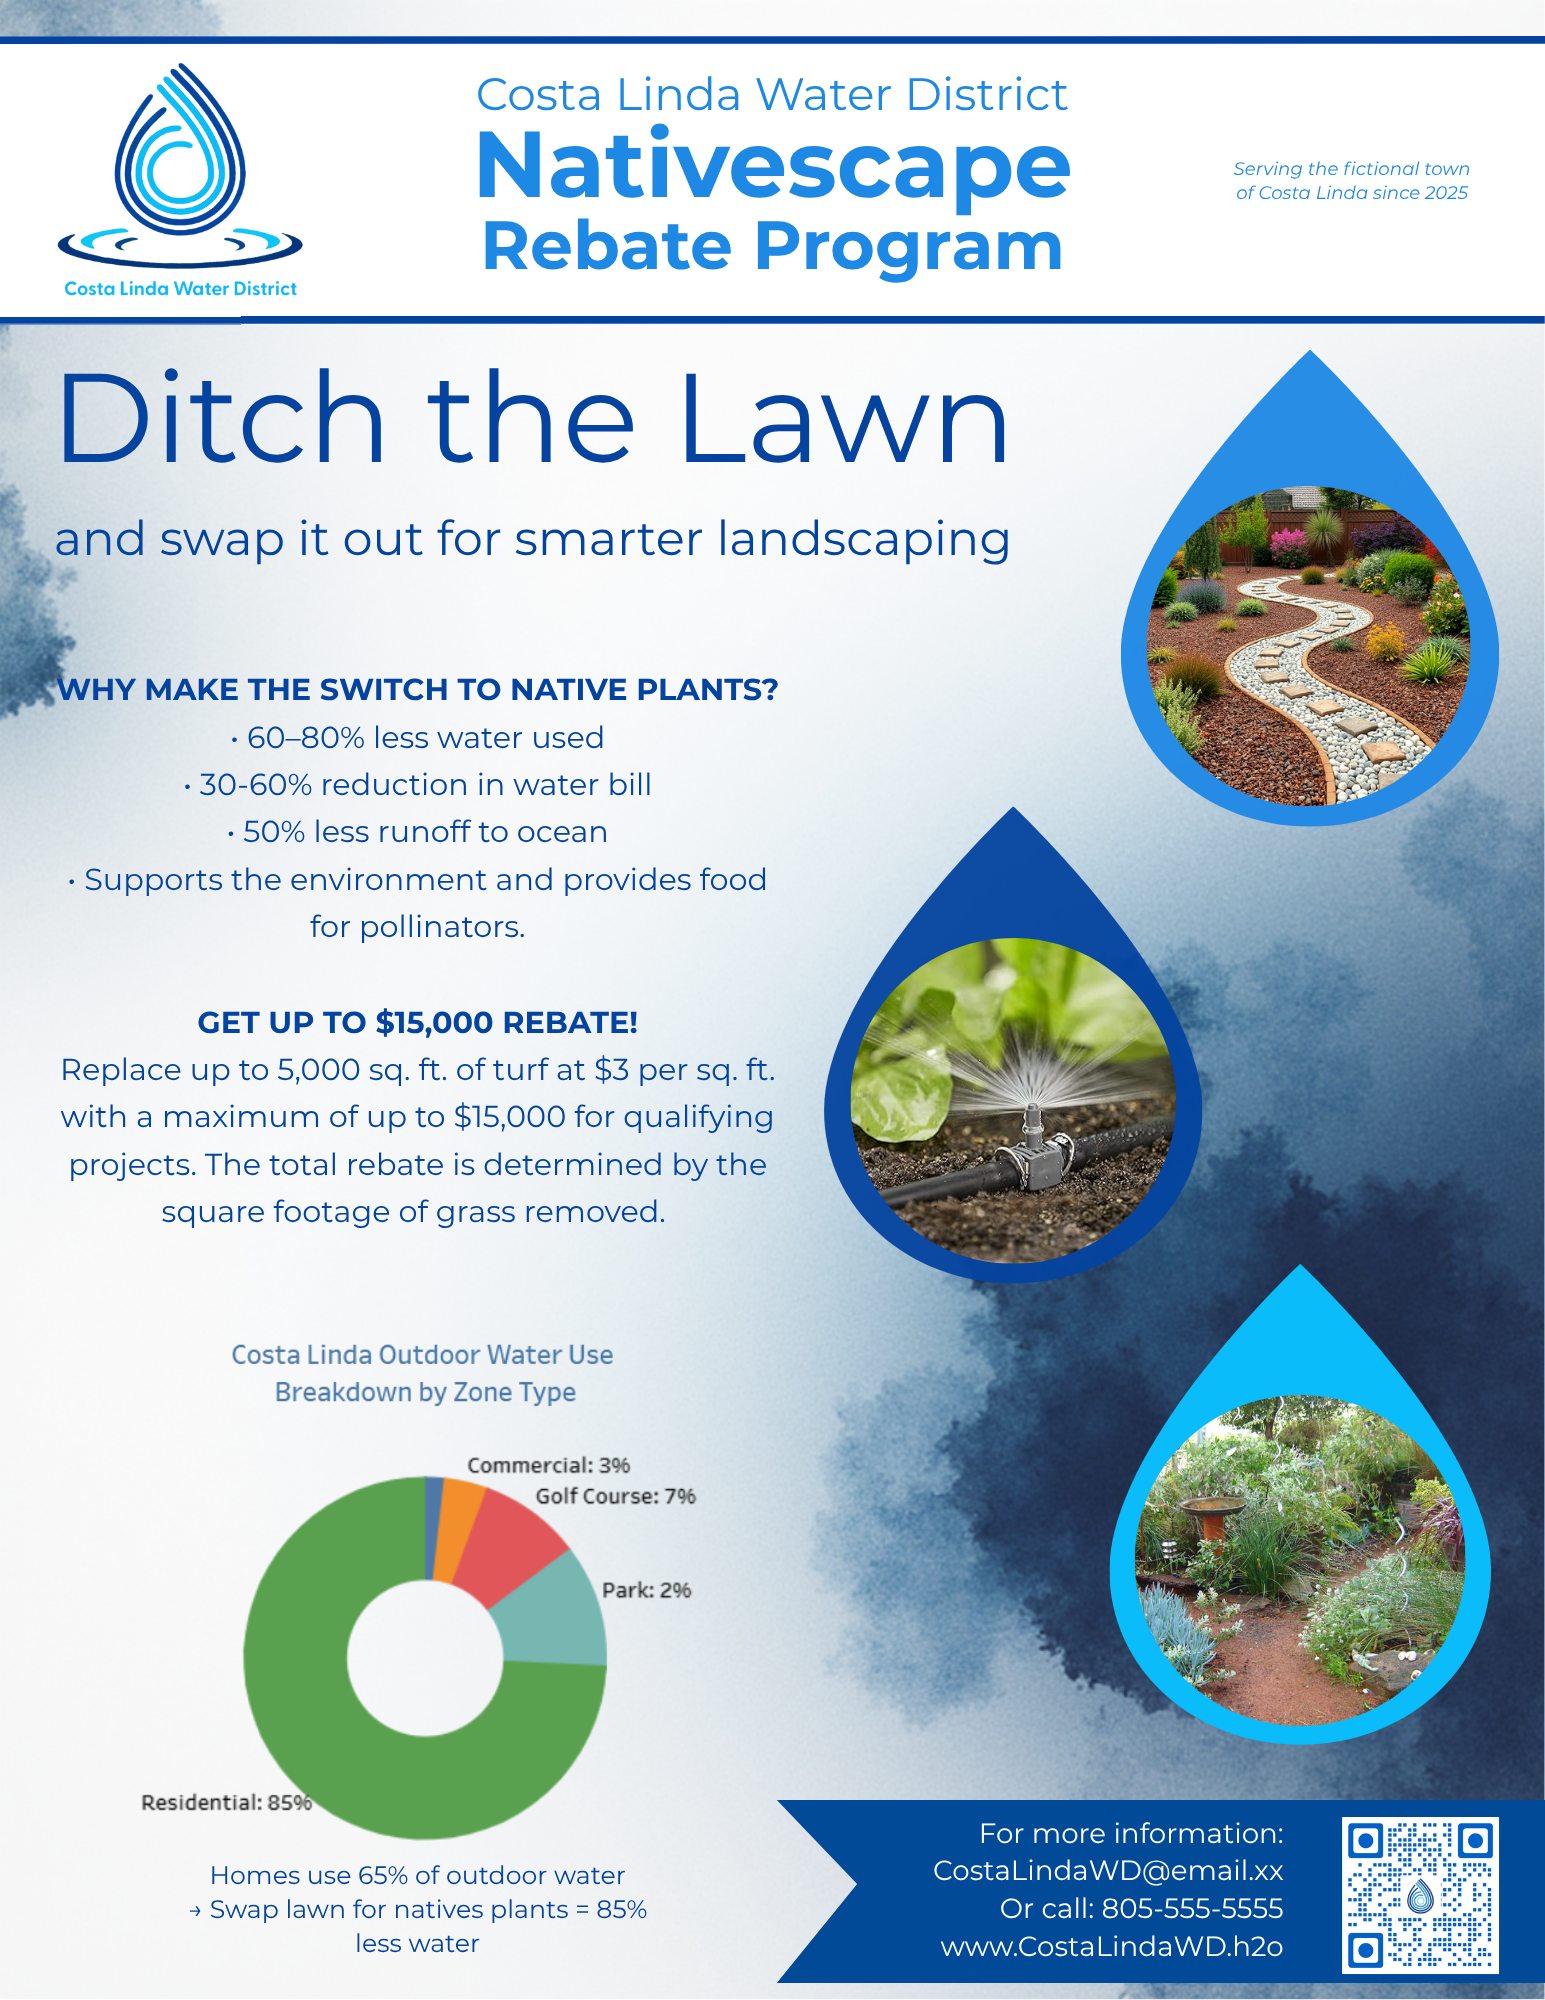 Costa Linda Water District
Costa Linda Water District
Nativescape
Rebate Program
Serving the fictional town
of Costa Linda since 2025
Ditch the Lawn
and swap it out for smarter landscaping
WHY MAKE THE SWITCH TO NATIVE PLANTS?
• 60–80% less water used
• 30-60% reduction in water bill
• 50% less runoff to ocean
• Supports the environment and provides food
for pollinators.
GET UP TO $15,000 REBATE!
Replace up to 5,000 sq. ft. of turf at $3 per sq. ft.
with a maximum of up to $15,000 for qualifying
projects. The total rebate is determined by the
square footage of grass removed.
Costa Linda Outdoor Water Use
Breakdown by Zone Type
Commercial: 3%
Golf Course: 7%
Park: 2%
Residential: 85%
Homes use 65% of outdoor water
→ Swap lawn for natives plants = 85%
less water
For more information:
CostaLindaWD@email.xx
Or call: 805-555-5555
www.CostaLindaWD.h2o